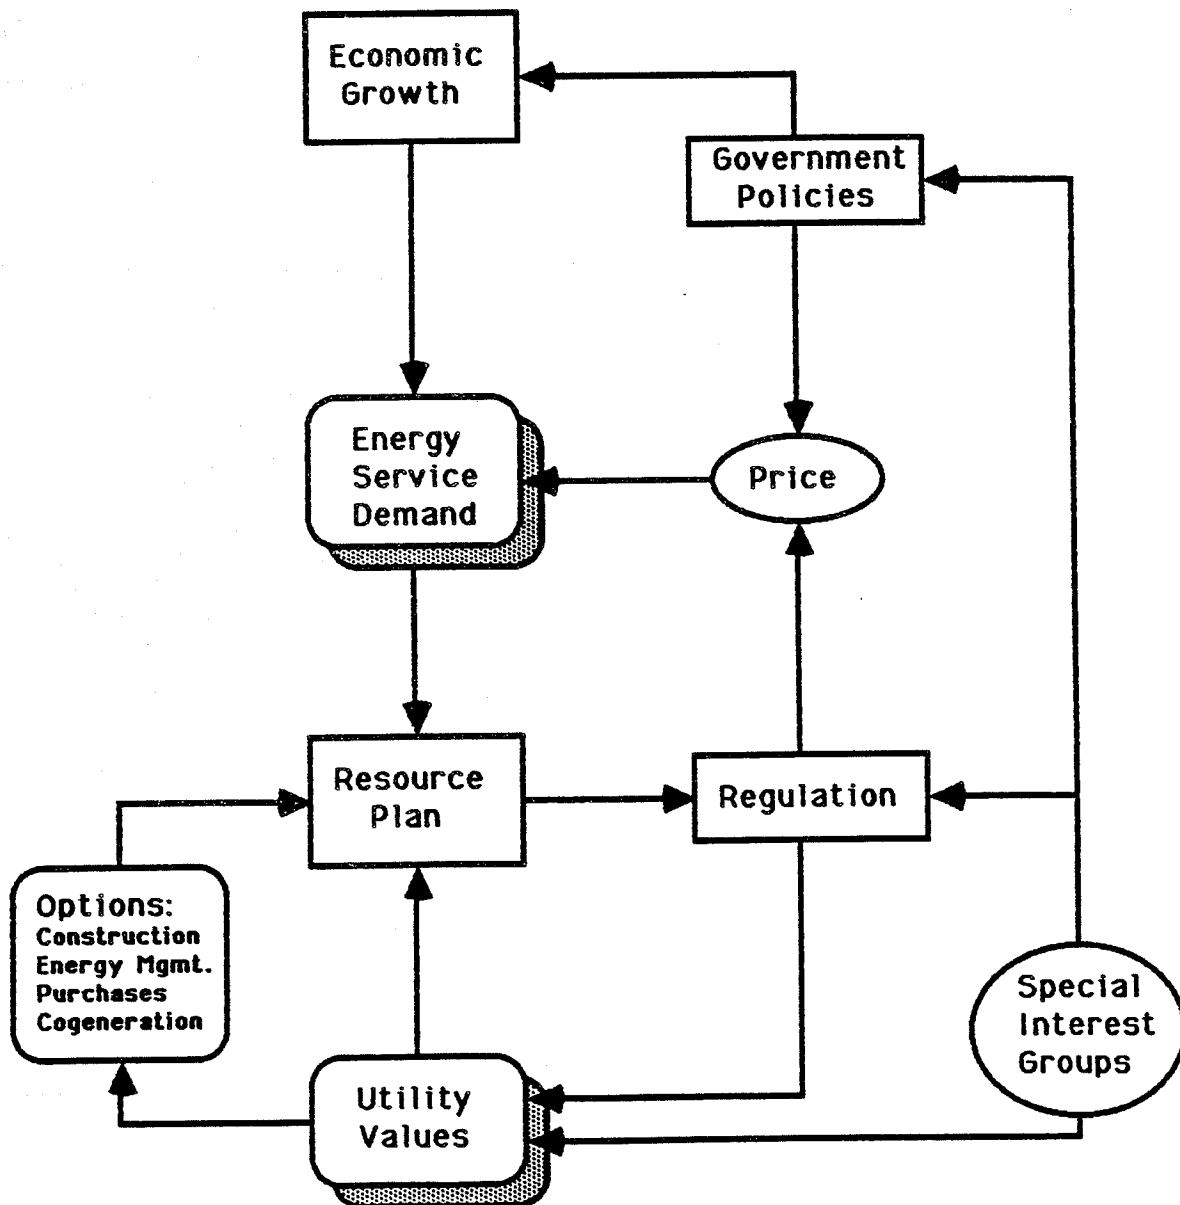 Economic
Growth
Government
Policies
Energy
Service
Demand
Price
Resource
Plan
Regulation
Options:
Construction
Energy Mgmt.
Purchases
Cogeneration
Special
Interest
Groups
Utility
Values